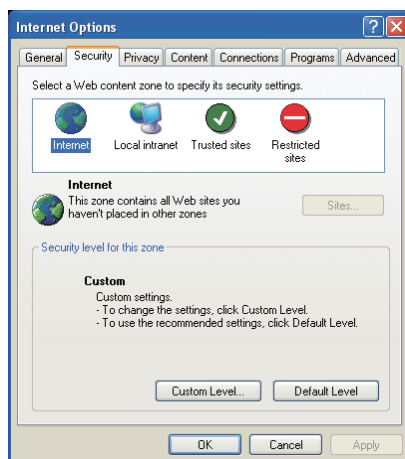 Internet Options
General Security Privacy Content Connections Programs Advanced
Select a Web content zone to specify its security settings.
Internet Local intranet Trusted sites Restricted
sites
Internet
This zone contains all Web sites you
haven't placed in other zones
Sites...
Security level for this zone
Custom
Custom settings.
- To change the settings, click Custom Level.
- To use the recommended settings, click Default Level.
Custom Level... Default Level
OK Cancel Apply